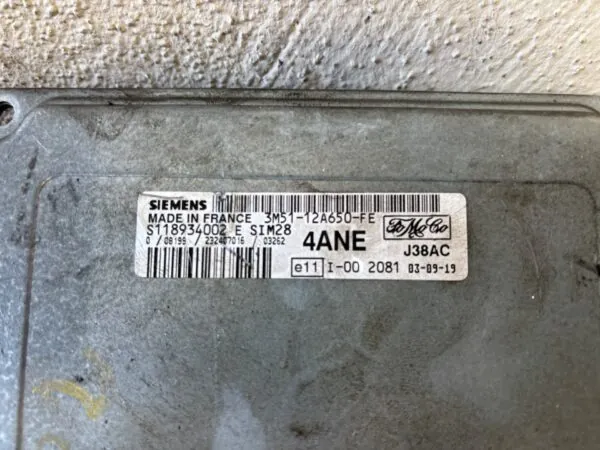 SIEMENS
MADE IN FRANCE 3M51-12A650-FE
S118934002 E SIM28
0 / 08199 / 232407016 / 03262
4ANE
FoMoCo
J38AC
e11 I-00 2081 03-09-19